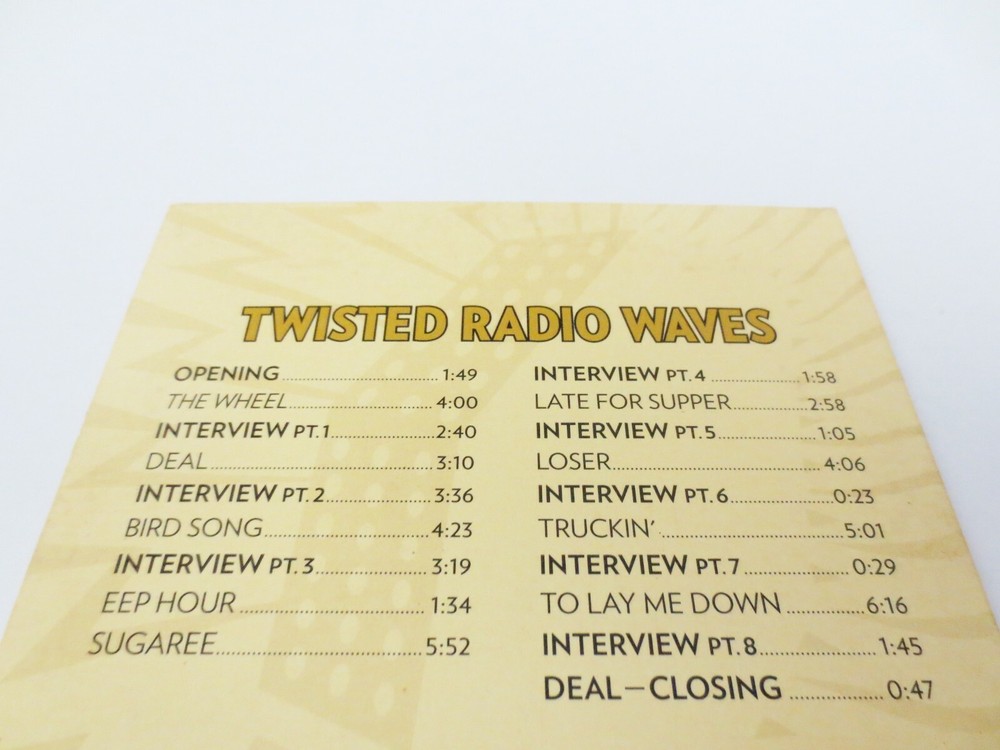 TWISTED RADIO WAVES
OPENING 1:49
THE WHEEL 4:00
INTERVIEW PT.1 2:40
DEAL 3:10
INTERVIEW PT.2 3:36
BIRD SONG 4:23
INTERVIEW PT.3 3:19
EEP HOUR 1:34
SUGAREE 5:52
INTERVIEW PT.4 1:58
LATE FOR SUPPER 2:58
INTERVIEW PT.5 1:05
LOSER 4:06
INTERVIEW PT.6 0:23
TRUCKIN' 5:01
INTERVIEW PT.7 0:29
TO LAY ME DOWN 6:16
INTERVIEW PT.8 1:45
DEAL–CLOSING 0:47